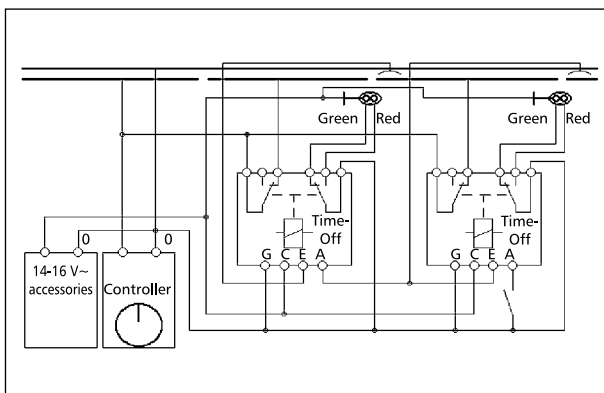 Green Red
Green Red
Time-
Off
Time-
Off
G C E A
G C E A
0
0
14-16 V~
accessories
Controller